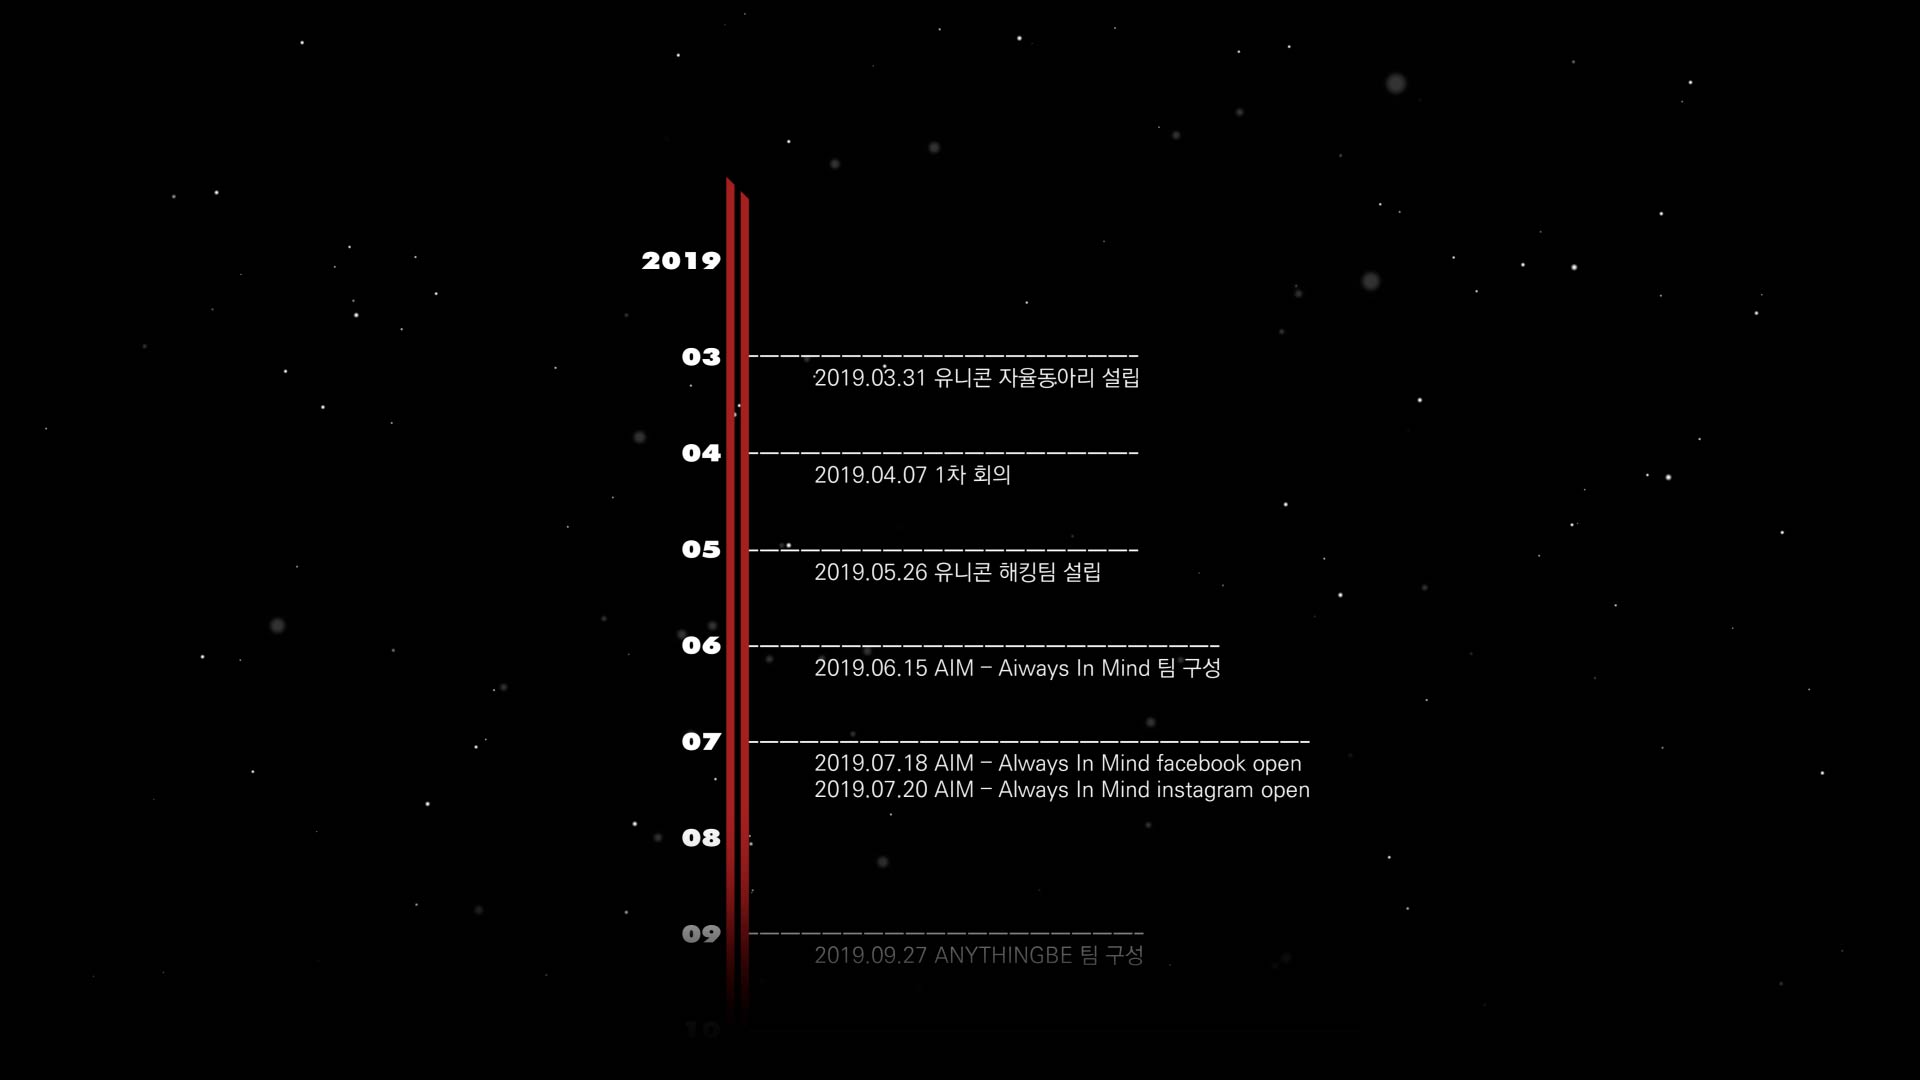 2019
03
2019.03.31 유니콘 자율동아리 설립
04
2019.04.07 1차 회의
05
2019.05.26 유니콘 해킹팀 설립
06
2019.06.15 AIM - Aiways In Mind 팀 구성
07
2019.07.18 AIM - Always In Mind facebook open
2019.07.20 AIM - Always In Mind instagram open
08
09
2019.09.27 ANYTHINGBE 팀 구성
10